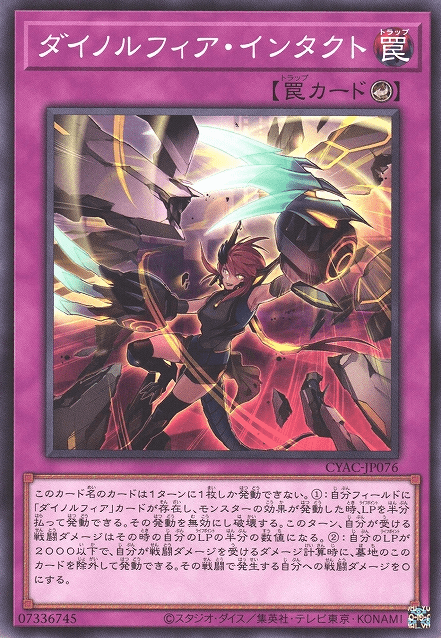 ダイノルフィア・インタクト
トラップ
罠
【罠カード】
トラップ
CYAC-JP076
このカード名のカードは1ターンに1枚しか発動できない。①：自分フィールドに
「ダイノルフィア」カードが存在し、モンスターの効果が発動した時、LPを半分
払って発動できる。その発動を無効にし破壊する。このターン、自分が受ける
戦闘ダメージはその時の自分のLPの半分の数値になる。②：自分のLPが
2000以下で、自分が戦闘ダメージを受けるダメージ計算時に、墓地のこの
カードを除外して発動できる。その戦闘で発生する自分への戦闘ダメージを0
にする。
07336745
©スタジオ・ダイス／集英社・テレビ東京・KONAMI